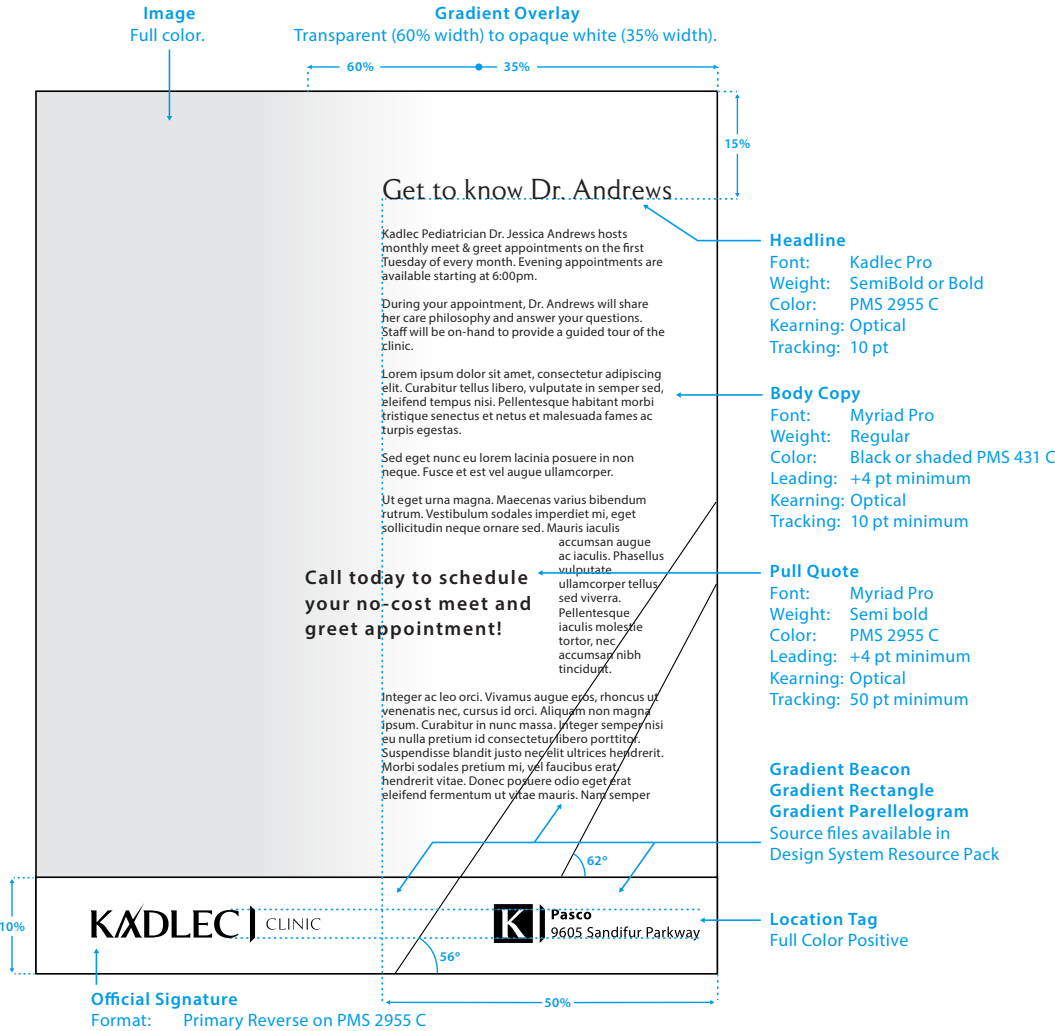 Image
Full color.
Gradient Overlay
Transparent (60% width) to opaque white (35% width).
60%
35%
15%
Get to know Dr. Andrews
Kadlec Pediatrician Dr. Jessica Andrews hosts
monthly meet & greet appointments on the first
Tuesday of every month. Evening appointments are
available starting at 6:00pm.
During your appointment, Dr. Andrews will share
her care philosophy and answer your questions.
Staff will be on-hand to provide a guided tour of the
clinic.
Lorem ipsum dolor sit amet, consectetur adipiscing
elit. Curabitur tellus libero, vulputate in semper sed,
eleifend tempus nisi. Pellentesque habitant morbi
tristique senectus et netus et malesuada fames ac
turpis egestas.
Sed eget nunc eu lorem lacinia posuere in non
neque. Fusce et est vel augue ullamcorper.
Ut eget urna magna. Maecenas varius bibendum
rutrum. Vestibulum sodales imperdiet mi, eget
sollicitudin neque ornare sed. Mauris iaculis
accumsan augue
ac iaculis. Phasellus
vulputate
ullamcorper tellus
sed viverra.
Pellentesque
iaculis molestie
tortor, nec
accumsan nibh
tincidunt.
Call today to schedule
your no-cost meet and
greet appointment!
Integer ac leo orci. Vivamus augue eros, rhoncus ut
venenatis nec, cursus id orci. Aliquam non magna
ipsum. Curabitur in nunc massa. Integer semper nisi
eu nulla pretium id consectetur libero porttitor.
Suspendisse blandit justo nec elit ultrices hendrerit.
Morbi sodales pretium mi, vel faucibus erat
hendrerit vitae. Donec posuere odio eget erat
eleifend fermentum ut vitae mauris. Nam semper
Headline
Font: Kadlec Pro
Weight: SemiBold or Bold
Color: PMS 2955 C
Kearning: Optical
Tracking: 10 pt
Body Copy
Font: Myriad Pro
Weight: Regular
Color: Black or shaded PMS 431 C
Leading: +4 pt minimum
Kearning: Optical
Tracking: 10 pt minimum
Pull Quote
Font: Myriad Pro
Weight: Semi bold
Color: PMS 2955 C
Leading: +4 pt minimum
Kearning: Optical
Tracking: 50 pt minimum
Gradient Beacon
Gradient Rectangle
Gradient Parellelogram
Source files available in
Design System Resource Pack
62º
10%
KADLEC CLINIC
K
Pasco
9605 Sandifur Parkway
Location Tag
Full Color Positive
56º
50%
Official Signature
Format: Primary Reverse on PMS 2955 C